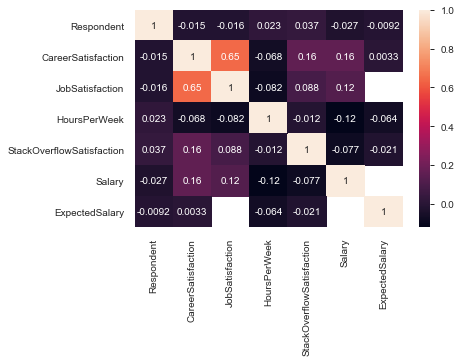 Respondent 1 -0.015 -0.016 0.023 0.037 -0.027 -0.0092
CareerSatisfaction -0.015 1 0.65 -0.068 0.16 0.16 0.0033
JobSatisfaction -0.016 0.65 1 -0.082 0.088 0.12
HoursPerWeek 0.023 -0.068 -0.082 1 -0.012 -0.12 -0.064
StackOverflowSatisfaction 0.037 0.16 0.088 -0.012 1 -0.077 -0.021
Salary -0.027 0.16 0.12 -0.12 -0.077 1
ExpectedSalary -0.0092 0.0033 -0.064 -0.021 1
Respondent
CareerSatisfaction
JobSatisfaction
HoursPerWeek
StackOverflowSatisfaction
Salary
ExpectedSalary
1.0
0.8
0.6
0.4
0.2
0.0